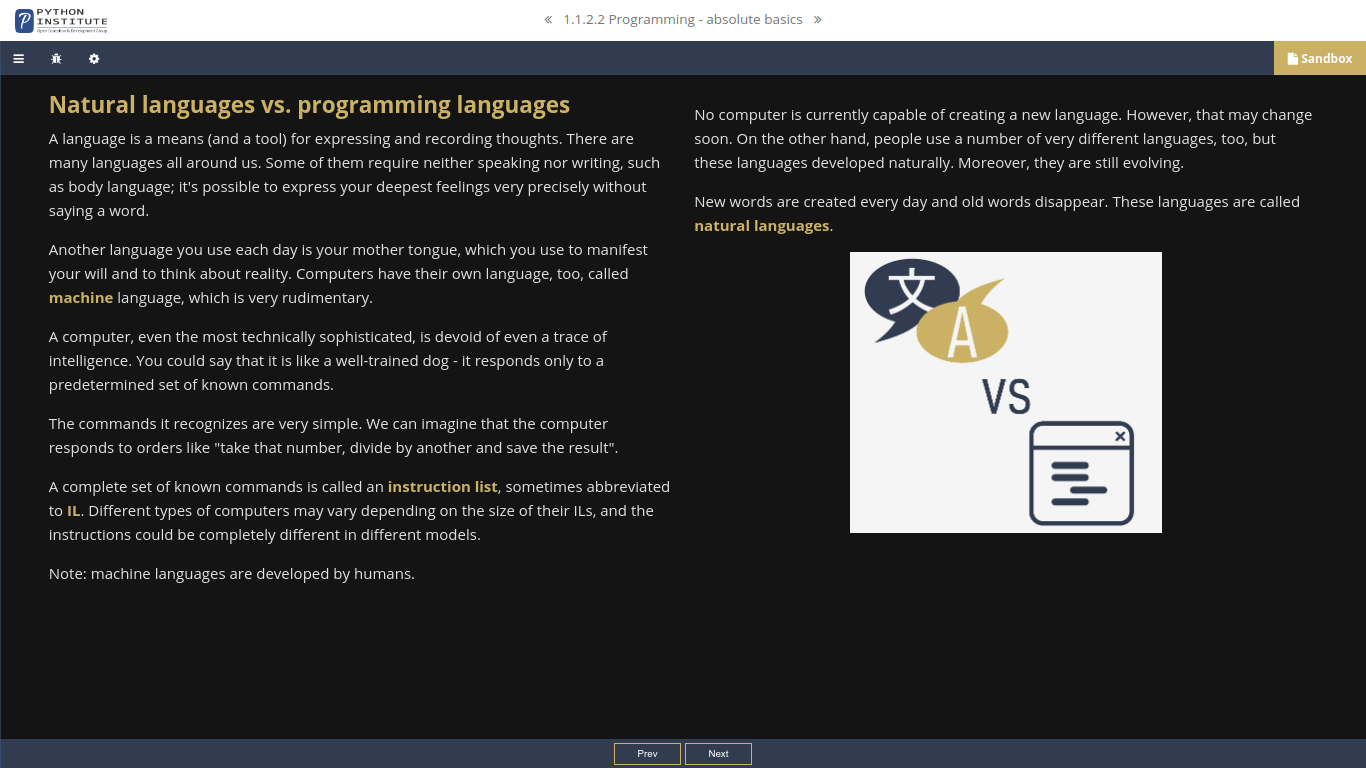 PYTHON
INSTITUTE
Open Education & Development Group
« 1.1.2.2 Programming - absolute basics »
Sandbox
Natural languages vs. programming languages
A language is a means (and a tool) for expressing and recording thoughts. There are
many languages all around us. Some of them require neither speaking nor writing, such
as body language; it's possible to express your deepest feelings very precisely without
saying a word.
Another language you use each day is your mother tongue, which you use to manifest
your will and to think about reality. Computers have their own language, too, called
machine language, which is very rudimentary.
A computer, even the most technically sophisticated, is devoid of even a trace of
intelligence. You could say that it is like a well-trained dog - it responds only to a
predetermined set of known commands.
The commands it recognizes are very simple. We can imagine that the computer
responds to orders like "take that number, divide by another and save the result".
A complete set of known commands is called an instruction list, sometimes abbreviated
to IL. Different types of computers may vary depending on the size of their ILs, and the
instructions could be completely different in different models.
Note: machine languages are developed by humans.
No computer is currently capable of creating a new language. However, that may change
soon. On the other hand, people use a number of very different languages, too, but
these languages developed naturally. Moreover, they are still evolving.
New words are created every day and old words disappear. These languages are called
natural languages.
文
A
VS
Prev
Next